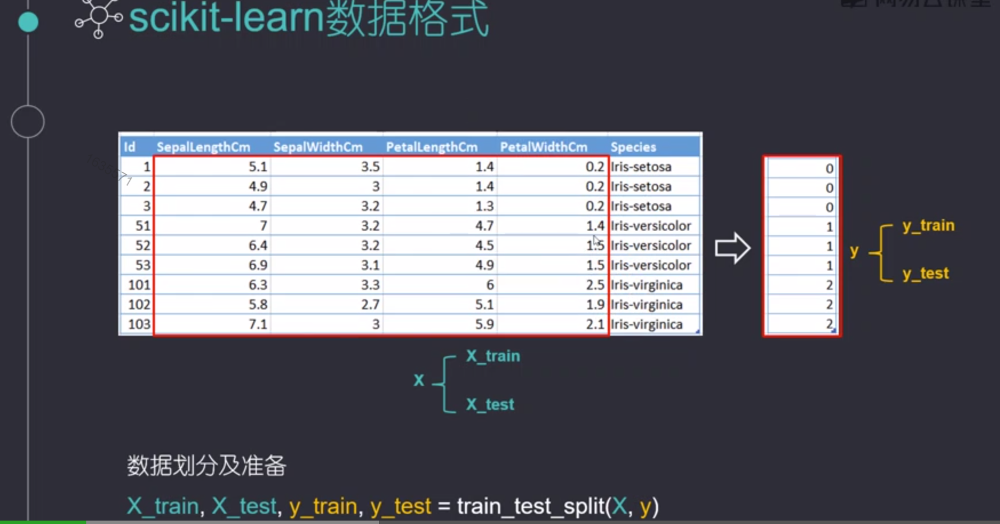 scikit-learn数据格式
Id SepalLengthCm SepalWidthCm PetalLengthCm PetalWidthCm Species
1 5.1 3.5 1.4 0.2 Iris-setosa 0
2 4.9 3 1.4 0.2 Iris-setosa 0
3 4.7 3.2 1.3 0.2 Iris-setosa 0
51 7 3.2 4.7 1.4 Iris-versicolor 1
52 6.4 3.2 4.5 1.5 Iris-versicolor 1
53 6.9 3.1 4.9 1.5 Iris-versicolor 1
101 6.3 3.3 6 2.5 Iris-virginica 2
102 5.8 2.7 5.1 1.9 Iris-virginica 2
103 7.1 3 5.9 2.1 Iris-virginica 2
y_train
y
y_test
X_train
X
X_test
数据划分及准备
X_train, X_test, y_train, y_test = train_test_split(X, y)